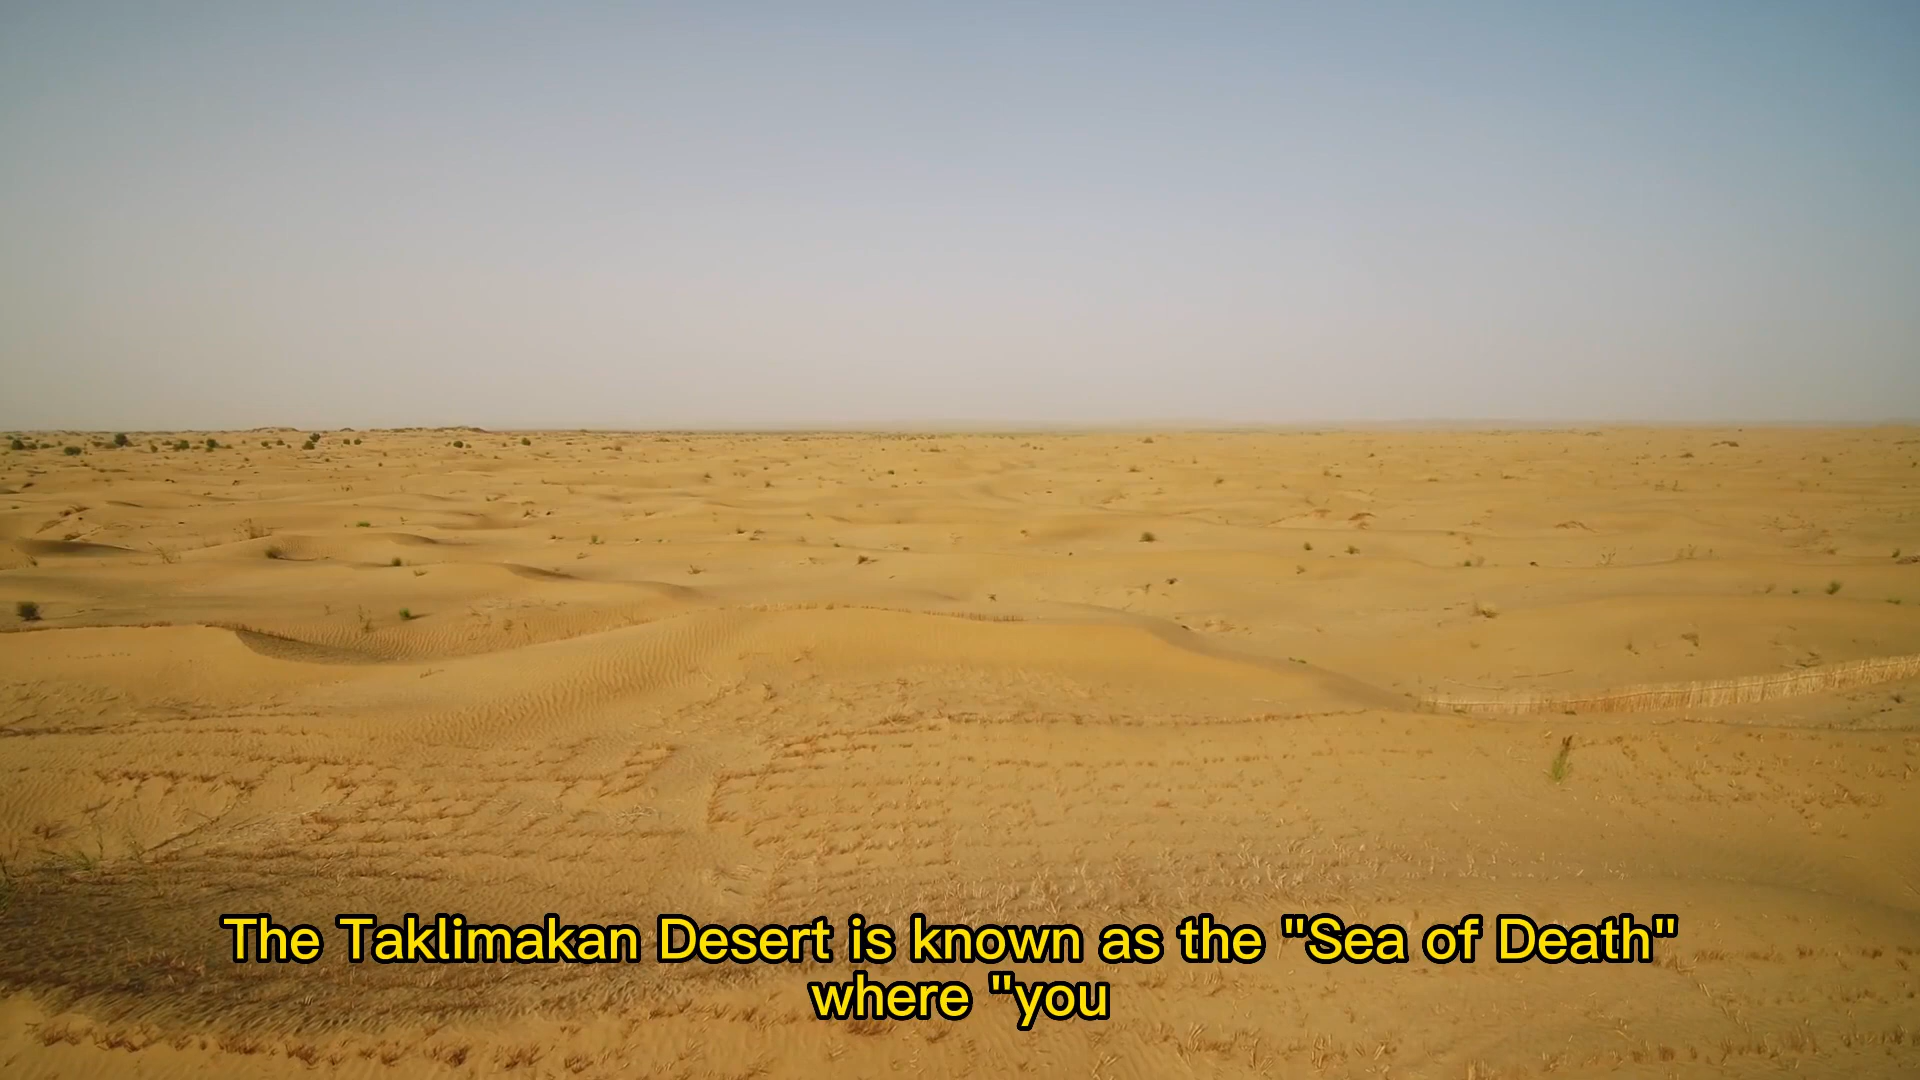 The Taklimakan Desert is known as the "Sea of Death"
where "you